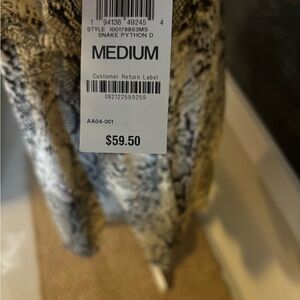 1 94136 49245 4
STYLE 100178853MS
SNAKE PYTHON D
MEDIUM
Customer Return Label
082122559259
AA04-001
$59.50